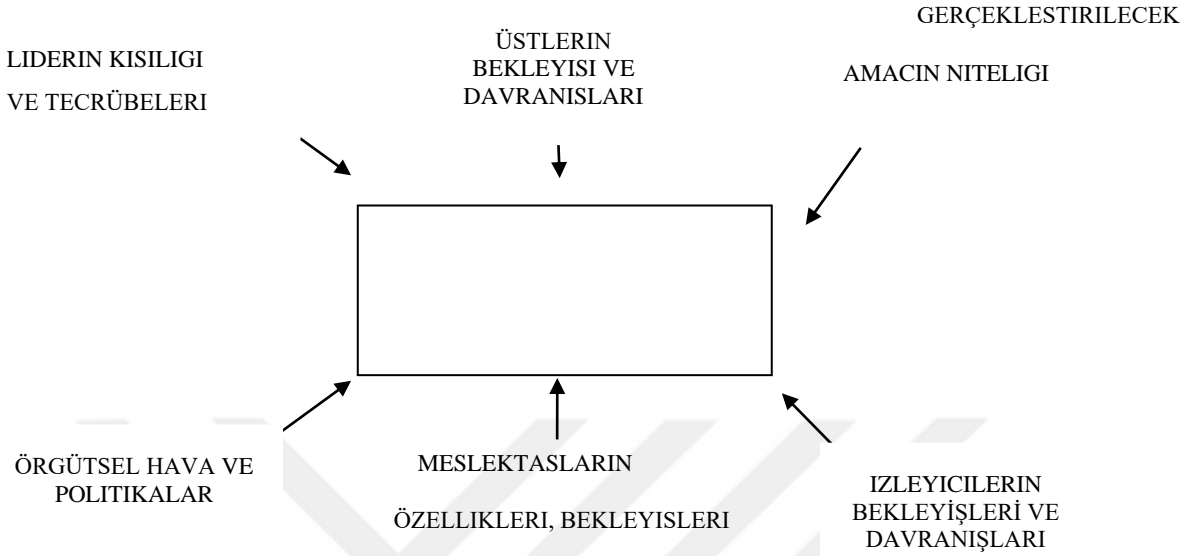 LIDERIN KISILIGI
VE TECRÜBELERI
ÜSTLERIN
BEKLEYISI VE
DAVRANISLARI
GERÇEKLESTIRILECEK
AMACIN NITELIGI
ÖRGÜTSEL HAVA VE
POLITIKALAR
MESLEKTASLARIN
ÖZELLIKLERI, BEKLEYISLERI
IZLEYICILERIN
BEKLEYİŞLERİ VE
DAVRANIŞLARI